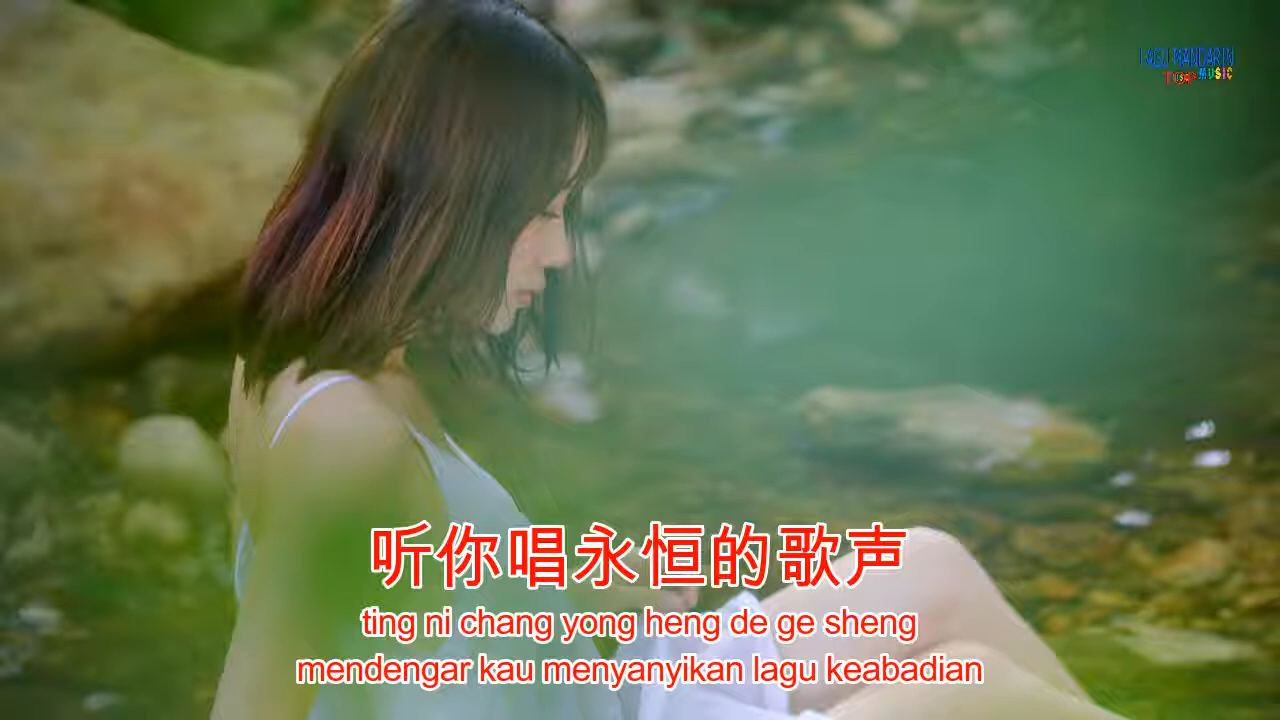 LAGU MANDARIN
TOP MUSIC
听你唱永恒的歌声
ting ni chang yong heng de ge sheng
mendengar kau menyanyikan lagu keabadian